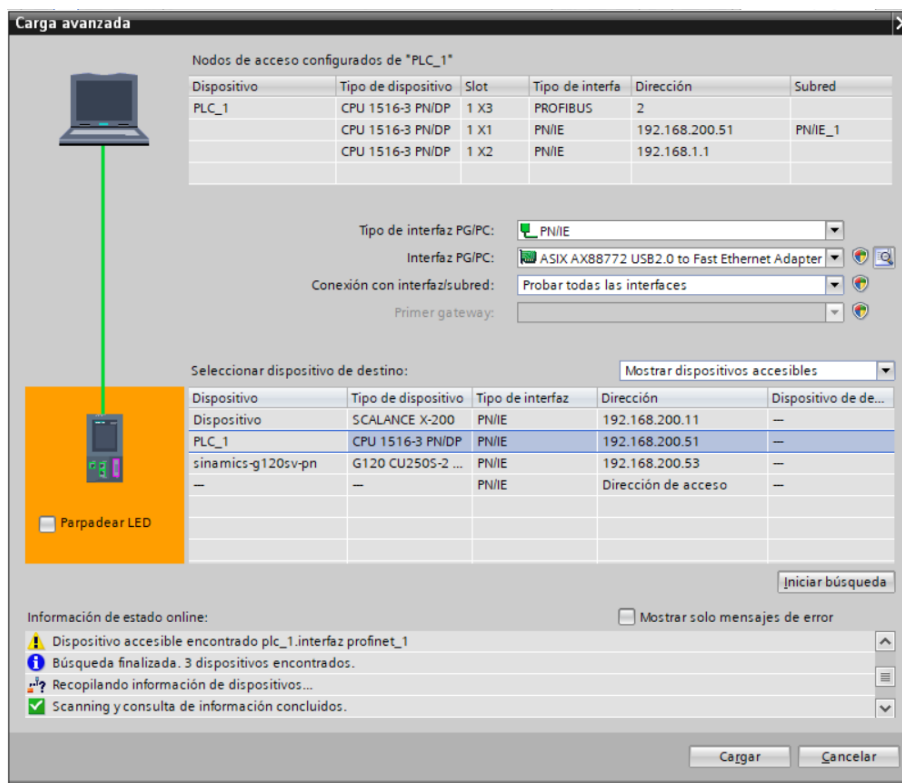 Carga avanzada
Nodos de acceso configurados de "PLC_1"
Dispositivo Tipo de dispositivo Slot Tipo de interfa Dirección Subred
PLC_1 CPU 1516-3 PN/DP 1 X3 PROFIBUS 2
CPU 1516-3 PN/DP 1 X1 PN/IE 192.168.200.51 PN/IE_1
CPU 1516-3 PN/DP 1 X2 PN/IE 192.168.1.1
Tipo de interfaz PG/PC: PN/IE
Interfaz PG/PC: ASIX AX88772 USB2.0 to Fast Ethernet Adapter
Conexión con interfaz/subred: Probar todas las interfaces
Primer gateway:
Seleccionar dispositivo de destino: Mostrar dispositivos accesibles
Dispositivo Tipo de dispositivo Tipo de interfaz Dirección Dispositivo de de...
Dispositivo SCALANCE X-200 PN/IE 192.168.200.11 —
PLC_1 CPU 1516-3 PN/DP PN/IE 192.168.200.51 —
sinamics-g120sv-pn G120 CU250S-2 ... PN/IE 192.168.200.53 —
— — PN/IE Dirección de acceso —
Parpadear LED
Iniciar búsqueda
Información de estado online: Mostrar solo mensajes de error
Dispositivo accesible encontrado plc_1.interfaz profinet_1
Búsqueda finalizada. 3 dispositivos encontrados.
Recopilando información de dispositivos...
Scanning y consulta de información concluidos.
Cargar Cancelar